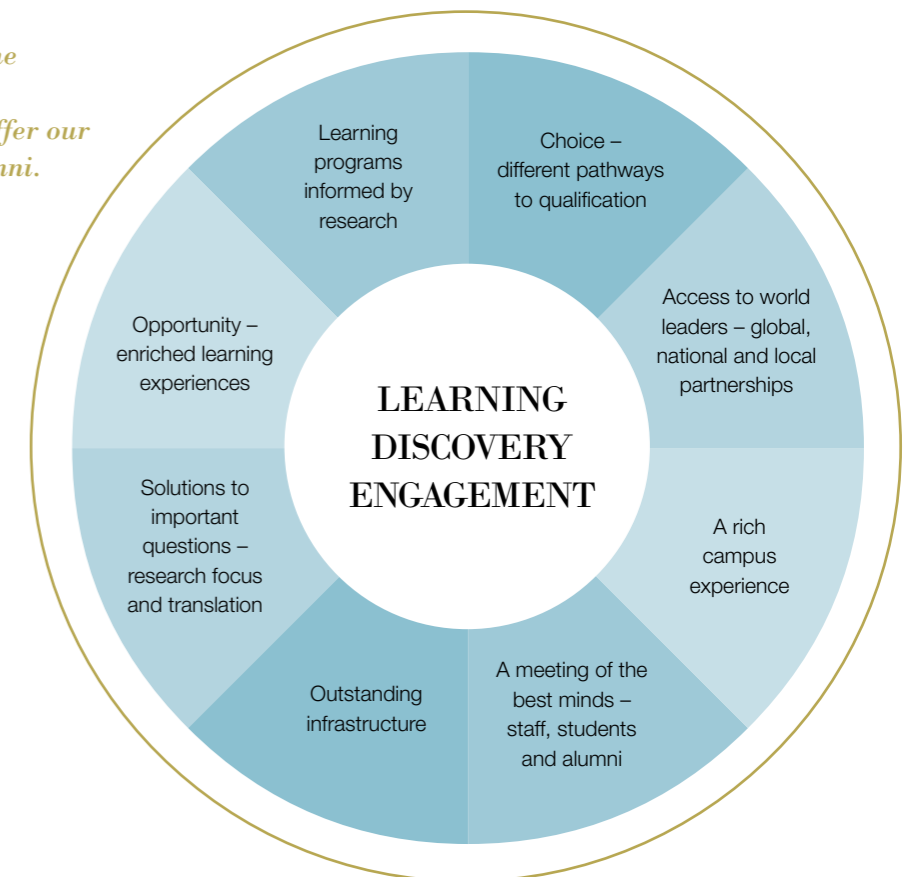 our
Learning
programs
informed by
research
Choice –
different pathways
to qualification
Access to world
leaders – global,
national and local
partnerships
A rich
campus
experience
A meeting of the
best minds –
staff, students
and alumni
Outstanding
infrastructure
Solutions to
important
questions –
research focus
and translation
Opportunity –
enriched learning
experiences
LEARNING
DISCOVERY
ENGAGEMENT